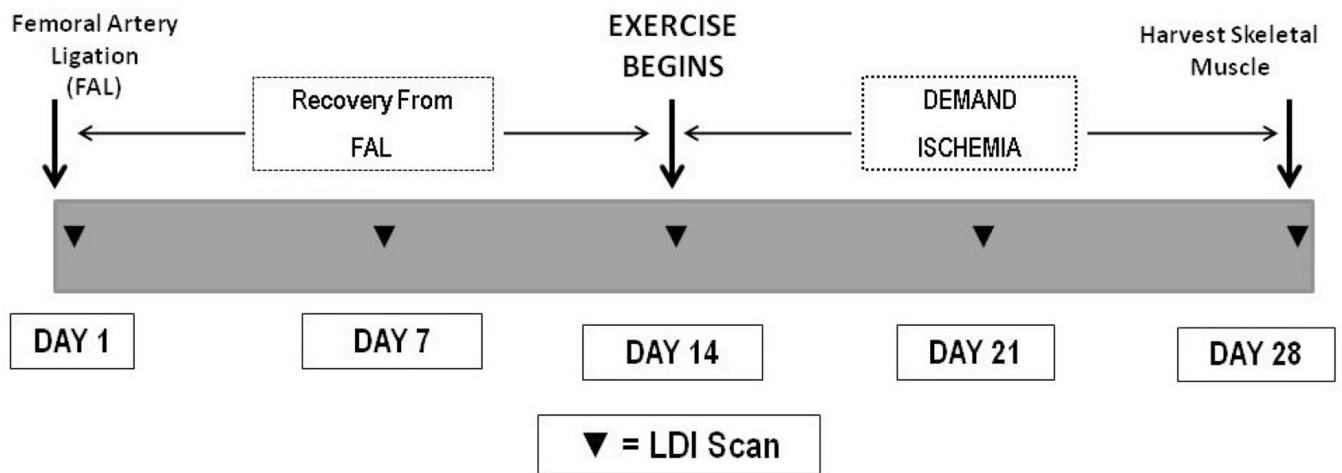 Femoral Artery
Ligation
(FAL)
EXERCISE
BEGINS
Harvest Skeletal
Muscle
Recovery From
FAL
DEMAND
ISCHEMIA
DAY 1
DAY 7
DAY 14
DAY 21
DAY 28
▼ = LDI Scan